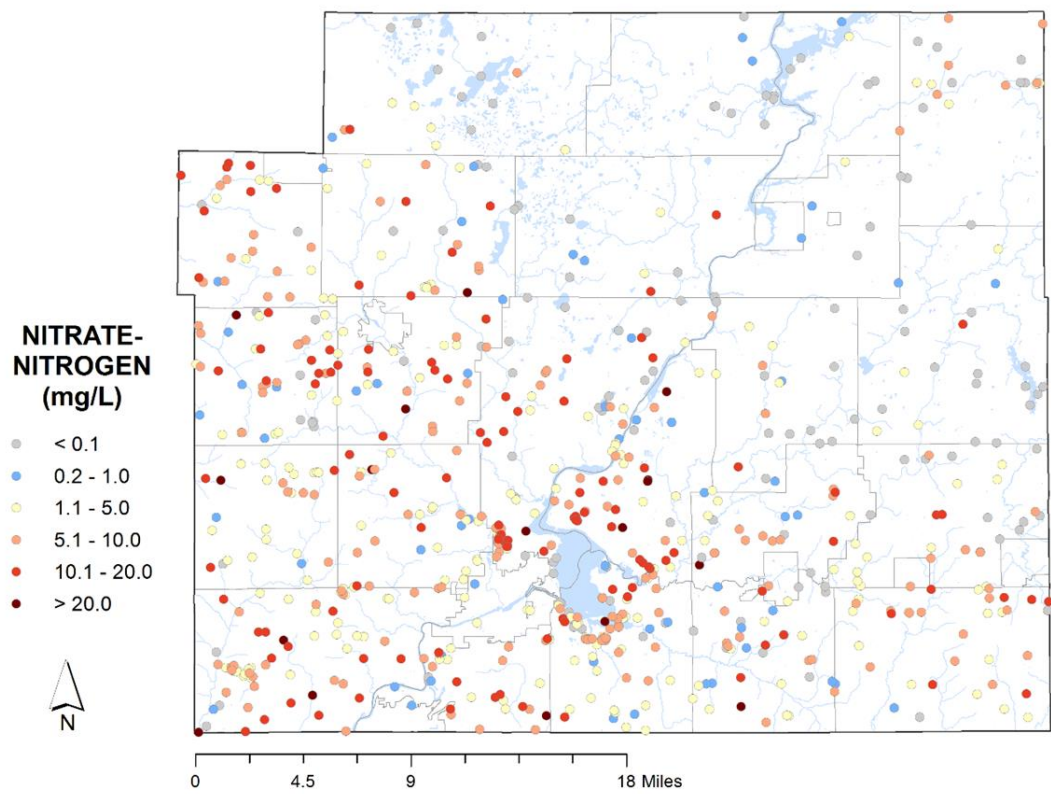 NITRATE-
NITROGEN
(mg/L)
< 0.1
0.2 - 1.0
1.1 - 5.0
5.1 - 10.0
10.1 - 20.0
> 20.0
N
0 4.5 9 18 Miles